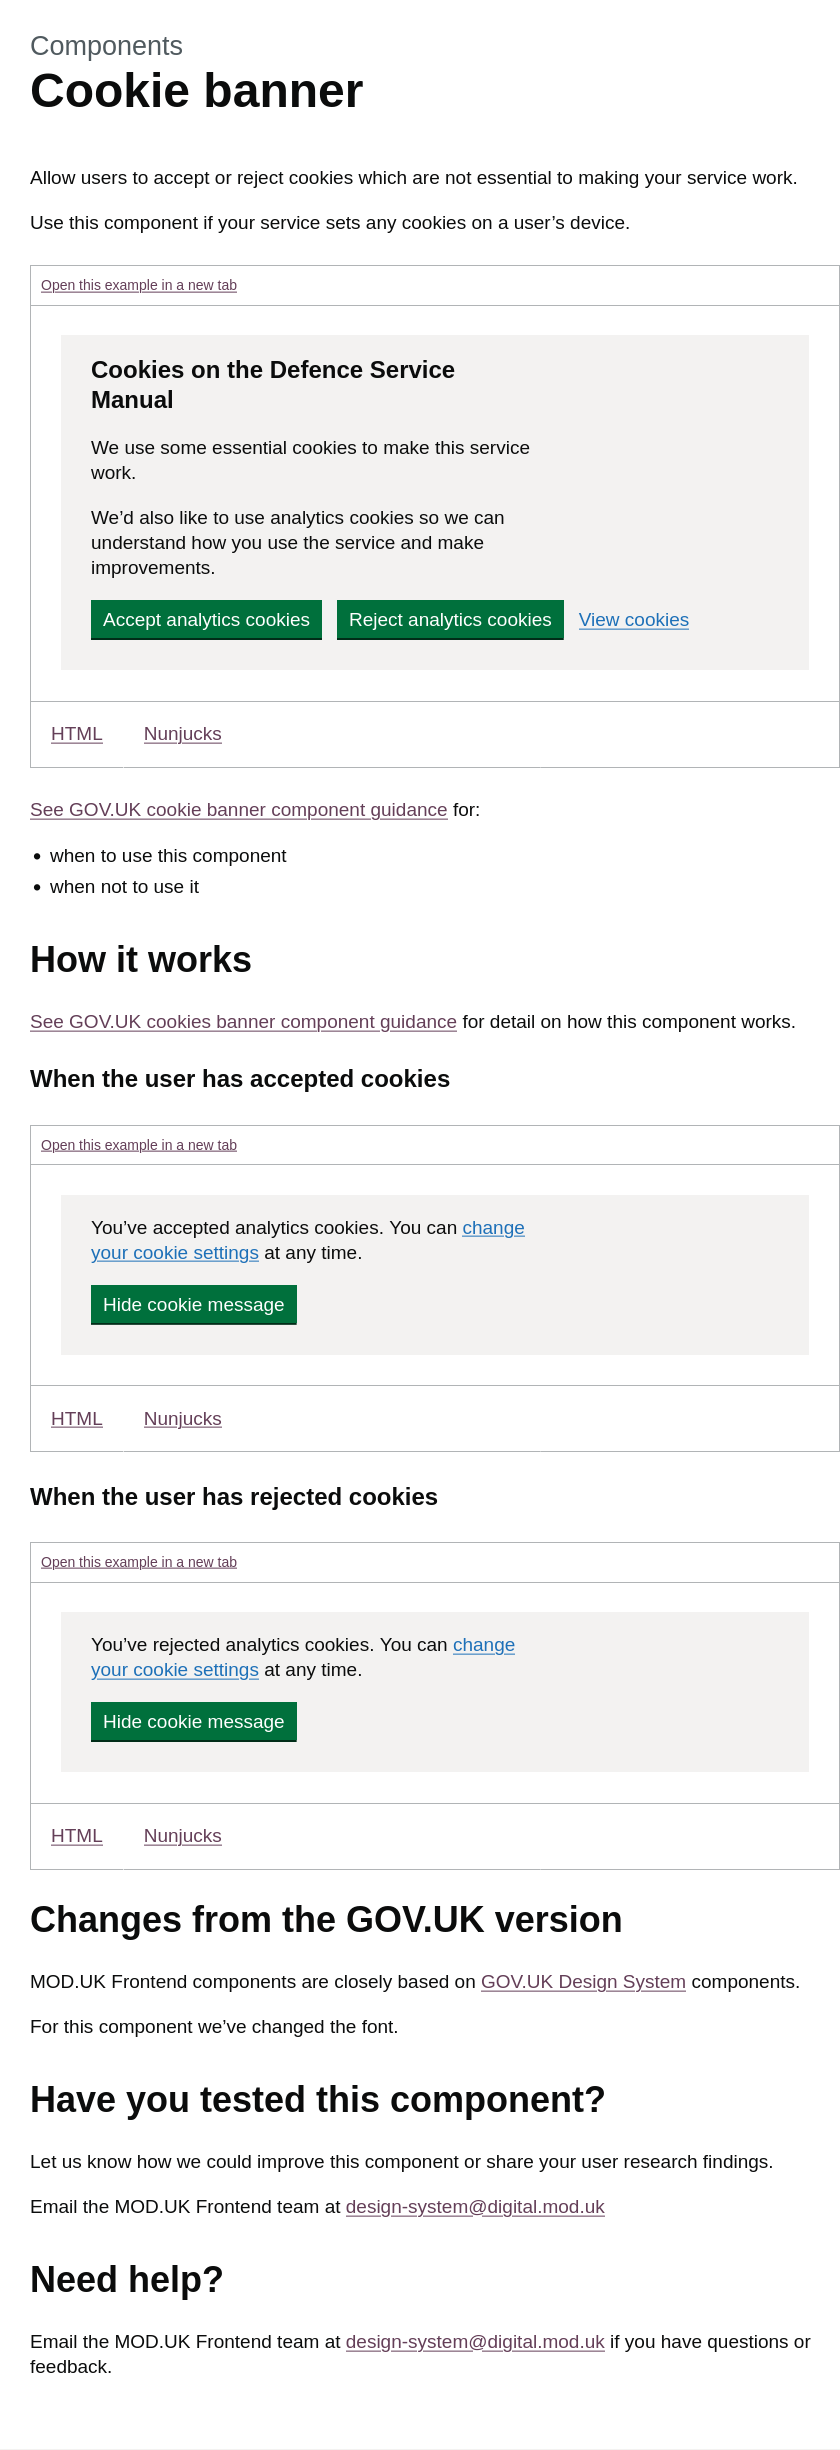 Components
Cookie banner
Allow users to accept or reject cookies which are not essential to making your service work.
Use this component if your service sets any cookies on a user’s device.
Open this example in a new tab
Cookies on the Defence Service
Manual
We use some essential cookies to make this service
work.
We’d also like to use analytics cookies so we can
understand how you use the service and make
improvements.
Accept analytics cookies Reject analytics cookies View cookies
HTML Nunjucks
See GOV.UK cookie banner component guidance for:
• when to use this component
• when not to use it
How it works
See GOV.UK cookies banner component guidance for detail on how this component works.
When the user has accepted cookies
Open this example in a new tab
You’ve accepted analytics cookies. You can change
your cookie settings at any time.
Hide cookie message
HTML Nunjucks
When the user has rejected cookies
Open this example in a new tab
You’ve rejected analytics cookies. You can change
your cookie settings at any time.
Hide cookie message
HTML Nunjucks
Changes from the GOV.UK version
MOD.UK Frontend components are closely based on GOV.UK Design System components.
For this component we’ve changed the font.
Have you tested this component?
Let us know how we could improve this component or share your user research findings.
Email the MOD.UK Frontend team at design-system@digital.mod.uk
Need help?
Email the MOD.UK Frontend team at design-system@digital.mod.uk if you have questions or
feedback.